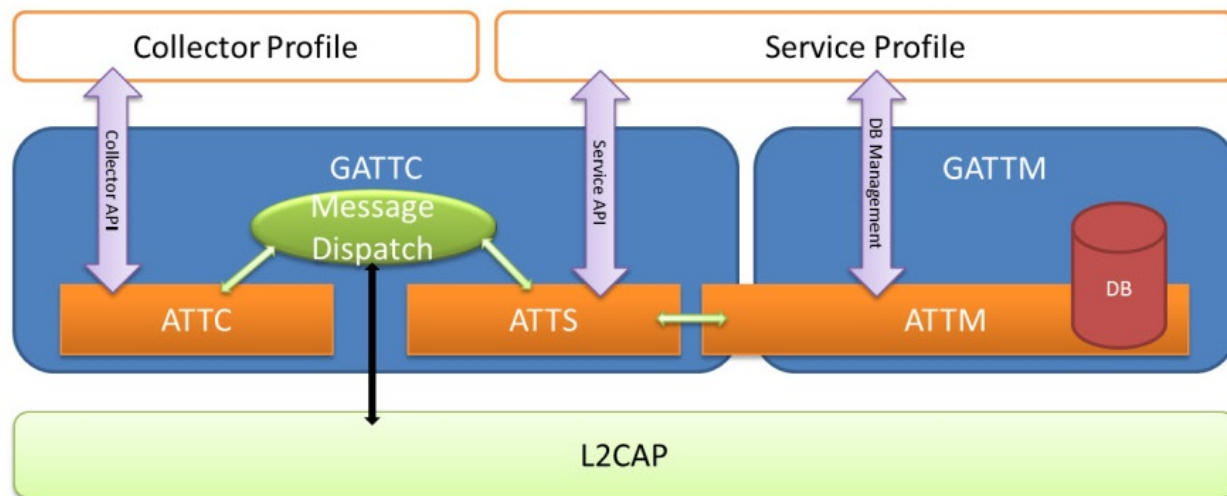 Collector Profile
Service Profile
Collector API
Service API
DB Management
GATTC
GATTM
Message
Dispatch
DB
ATTC
ATTS
ATTM
L2CAP